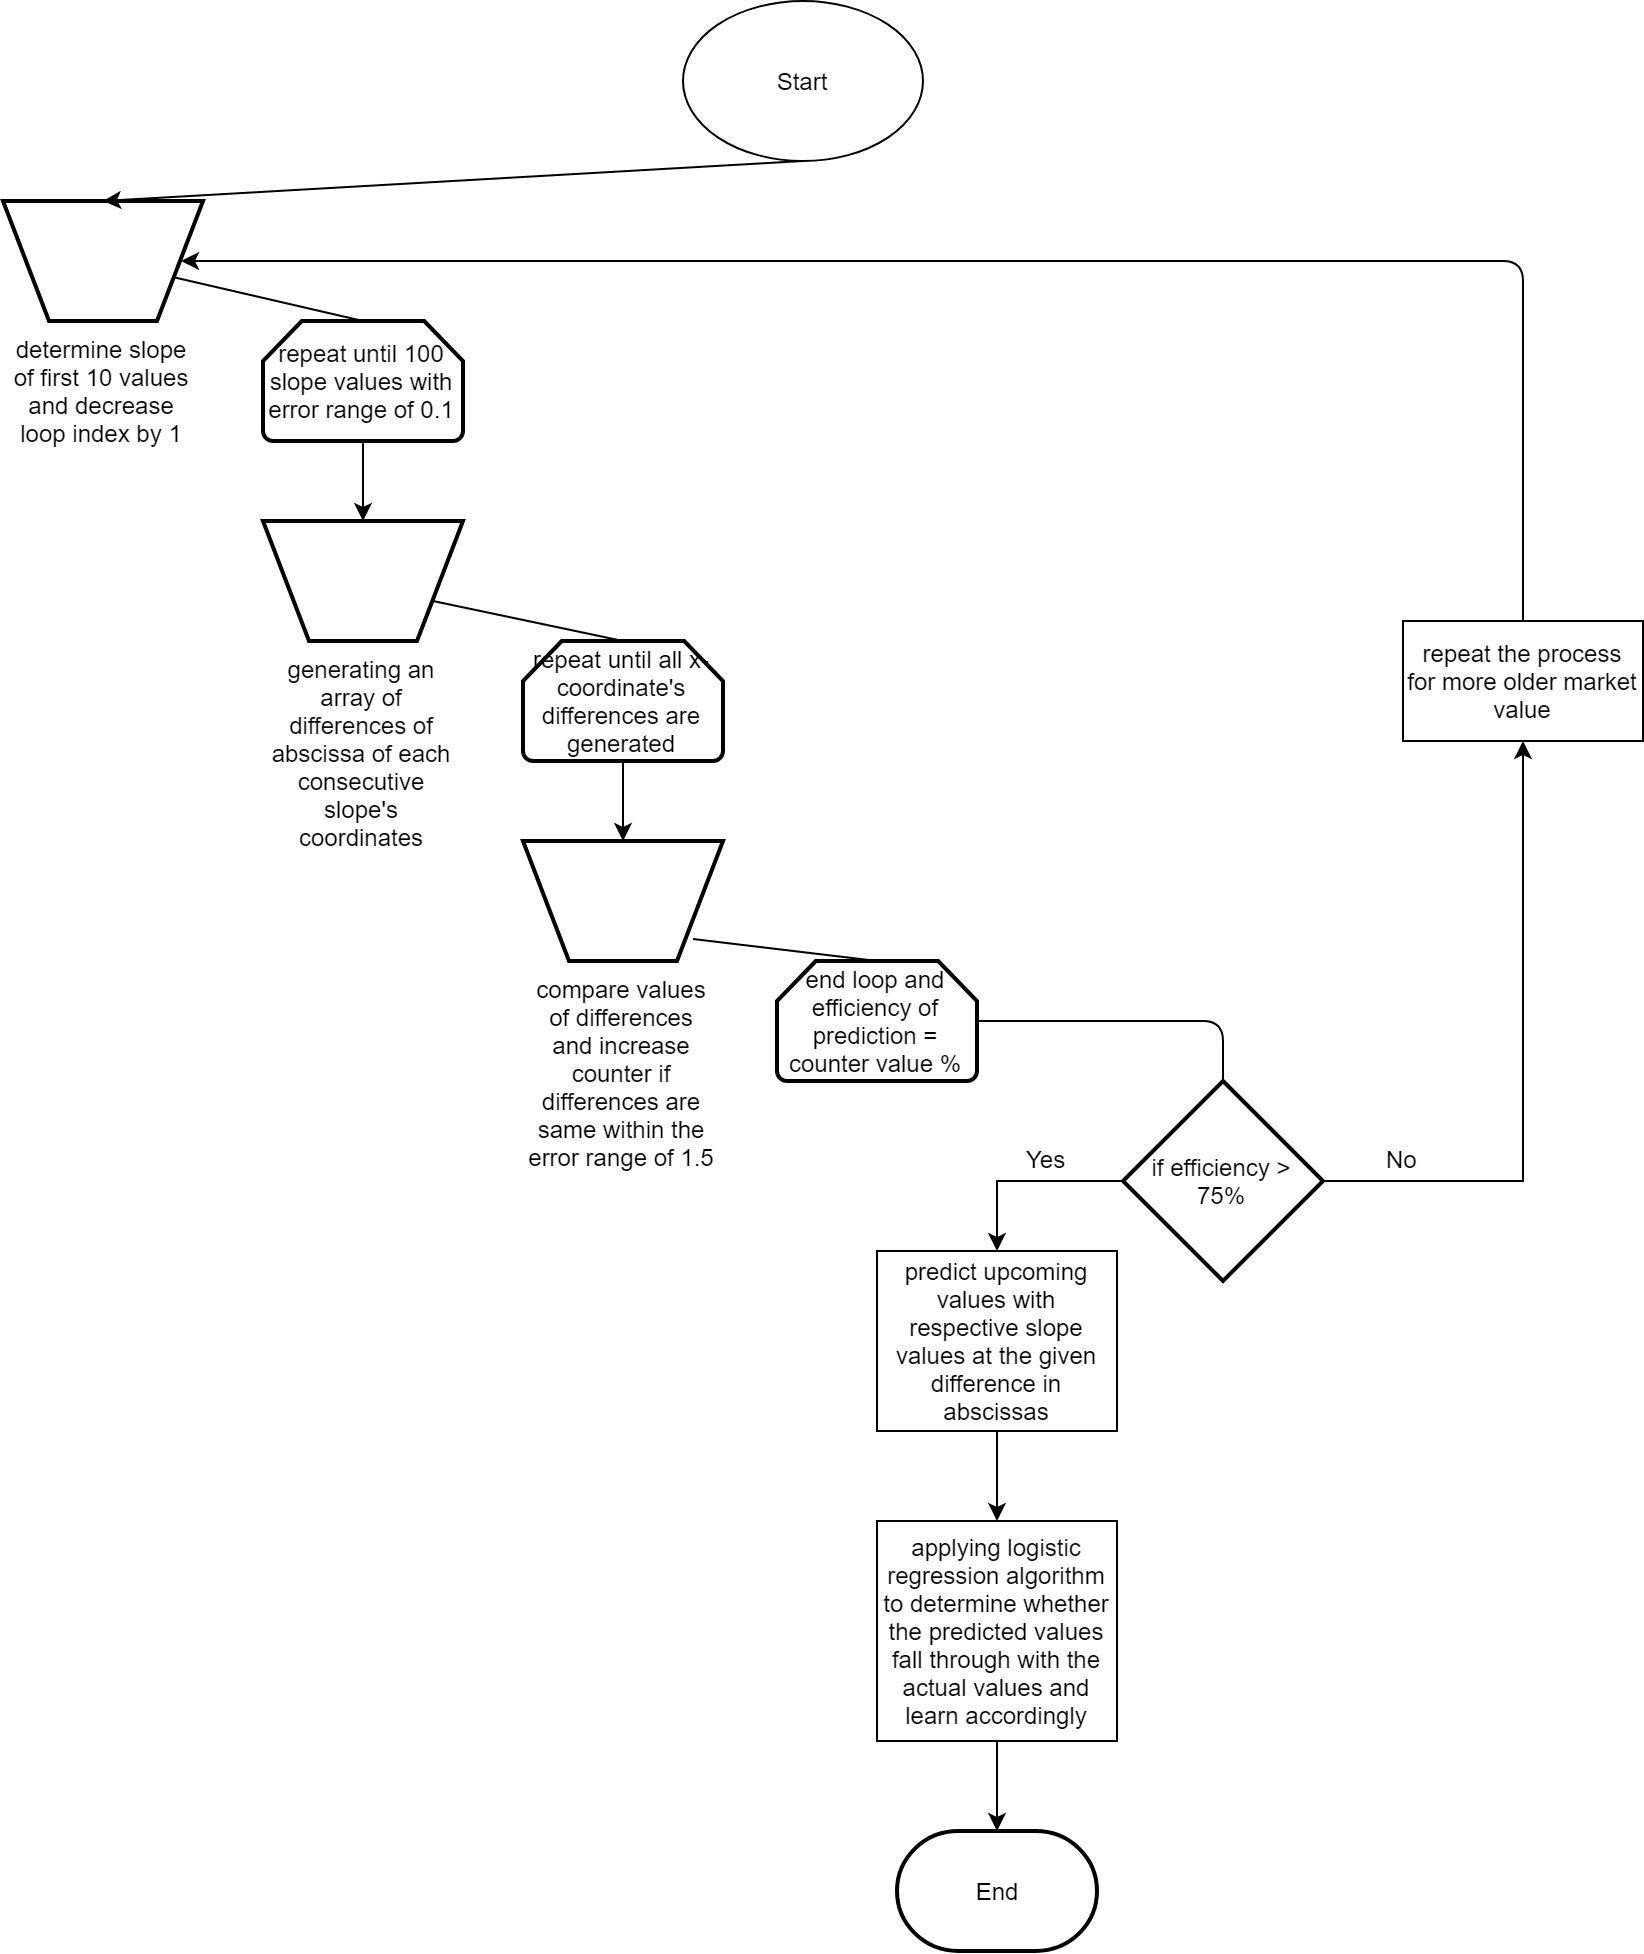 Start
determine slope
of first 10 values
and decrease
loop index by 1
repeat until 100
slope values with
error range of 0.1
generating an
array of
differences of
abscissa of each
consecutive
slope's
coordinates
repeat until all x-
coordinate's
differences are
generated
compare values
of differences
and increase
counter if
differences are
same within the
error range of 1.5
end loop and
efficiency of
prediction =
counter value %
if efficiency >
75%
Yes
No
repeat the process
for more older market
value
predict upcoming
values with
respective slope
values at the given
difference in
abscissas
applying logistic
regression algorithm
to determine whether
the predicted values
fall through with the
actual values and
learn accordingly
End